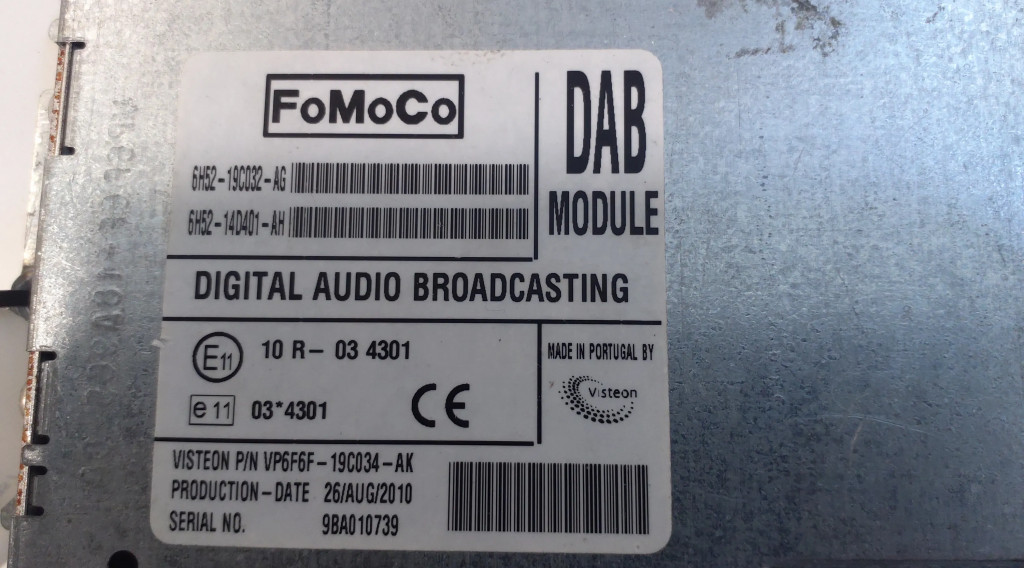 FoMoCo
DAB
MODULE
6H52-19C032-AG
6H52-14D401-AH
DIGITAL AUDIO BROADCASTING
E11 10 R- 03 4301
e 11 03*4301 CE
MADE IN PORTUGAL BY
Visteon
VISTEON P/N VP6F6F-19C034-AK
PRODUCTION-DATE 26/AUG/2010
SERIAL NO. 9BA010739